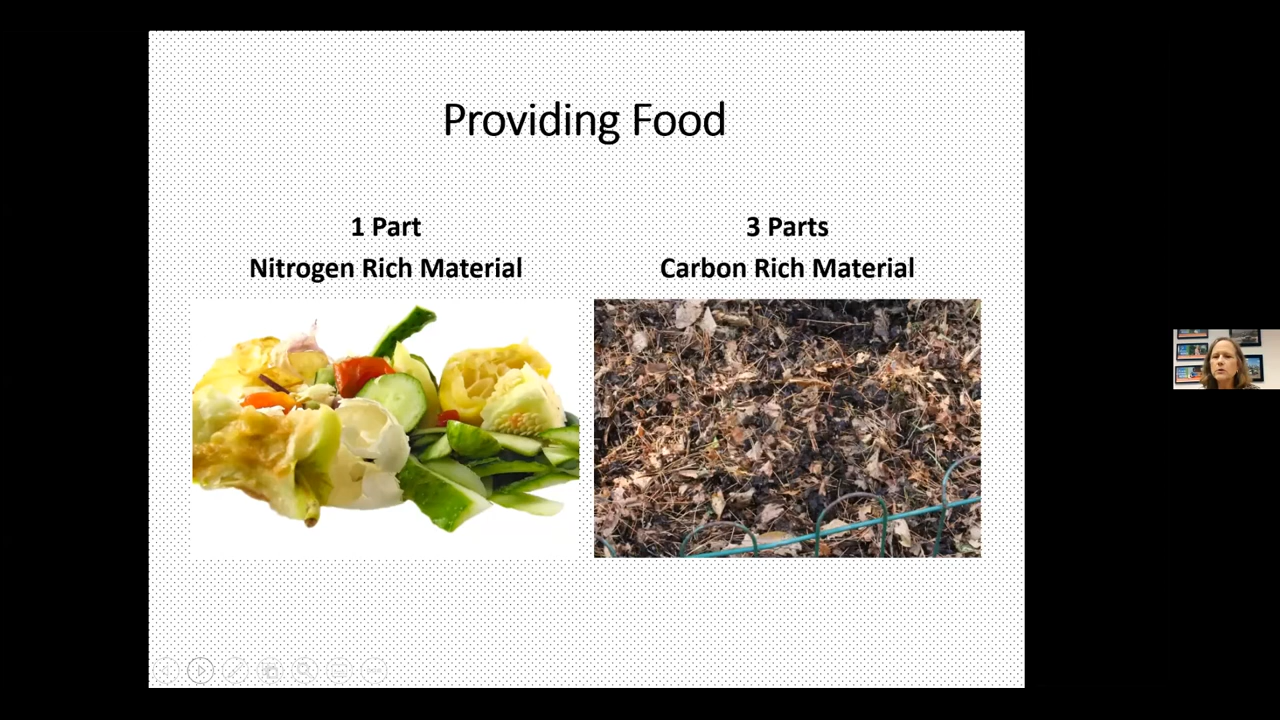 Providing Food
1 Part
Nitrogen Rich Material
3 Parts
Carbon Rich Material